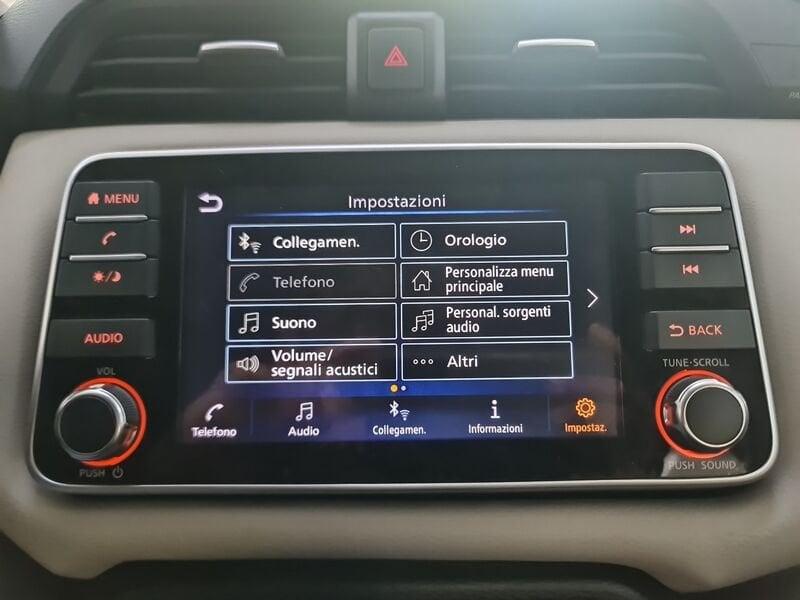 MENU
AUDIO
VOL
PUSH
Impostazioni
Collegamen.
Orologio
Telefono
Personalizza menu
principale
Suono
Personal. sorgenti
audio
Volume/
segnali acustici
Altri
Telefono
Audio
Collegamen.
Informazioni
Impostaz.
BACK
TUNE·SCROLL
PUSH SOUND